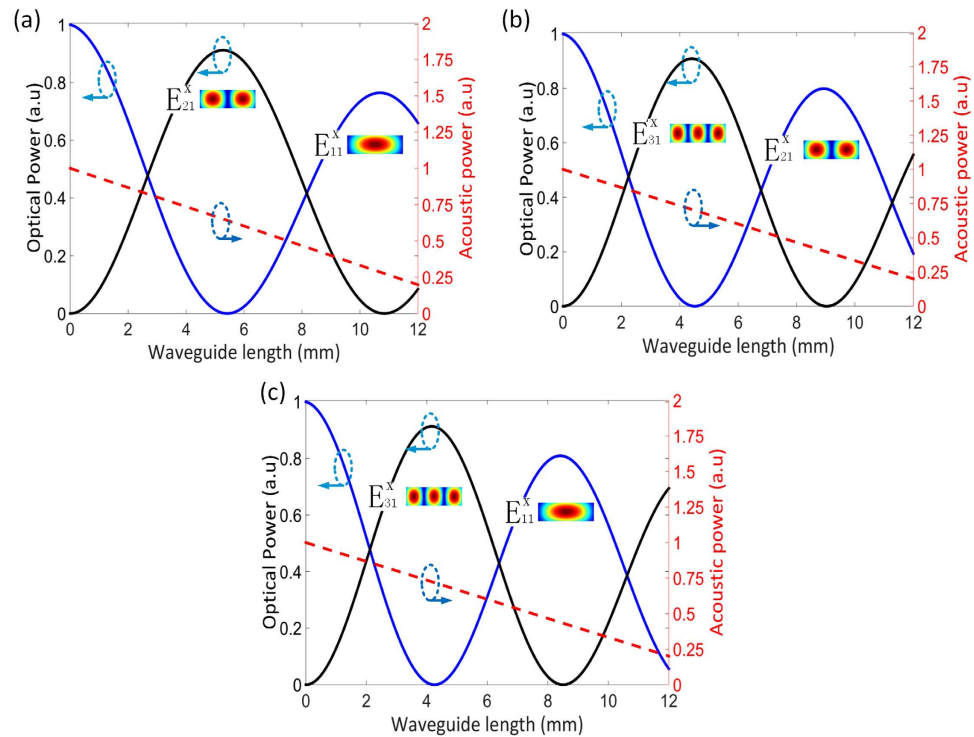 (a)
1
0.8
0.6
0.4
0.2
0
Optical Power (a.u)
2
1.75
1.5
1.25
1
0.75
0.5
0.25
0
Acoustic power (a.u)
E^x_21
E^x_11
0 2 4 6 8 10 12
Waveguide length (mm)
(b)
1
0.8
0.6
0.4
0.2
0
Optical Power (a.u)
2
1.75
1.5
1.25
1
0.75
0.5
0.25
0
Acoustic power (a.u)
E^x_31
E^x_21
0 2 4 6 8 10 12
Waveguide length (mm)
(c)
1
0.8
0.6
0.4
0.2
0
Optical Power (a.u)
2
1.75
1.5
1.25
1
0.75
0.5
0.25
0
Acoustic power (a.u)
E^x_31
E^x_11
0 2 4 6 8 10 12
Waveguide length (mm)